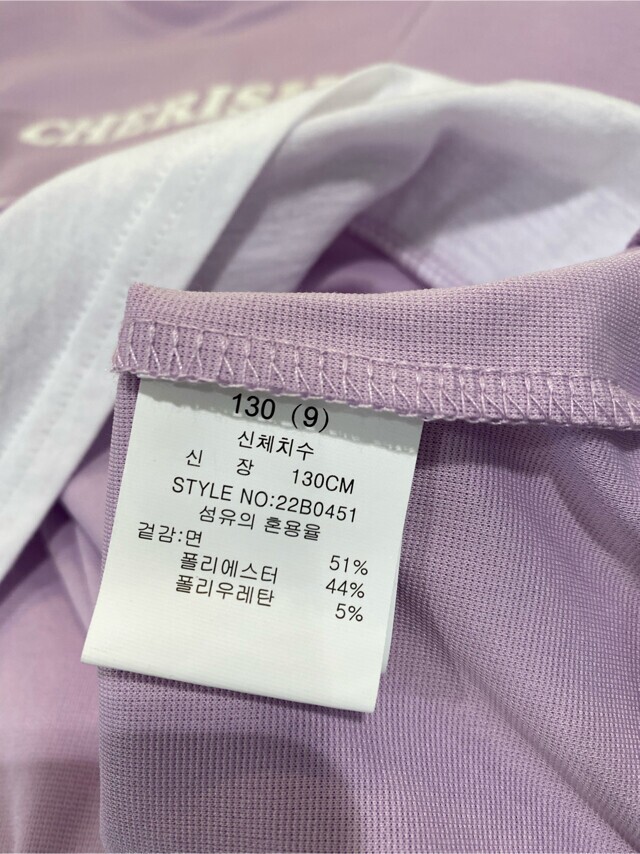 130 (9)
신체치수
신 장 130CM
STYLE NO:22B0451
섬유의 혼용율
겉감:면 51%
폴리에스터 44%
폴리우레탄 5%